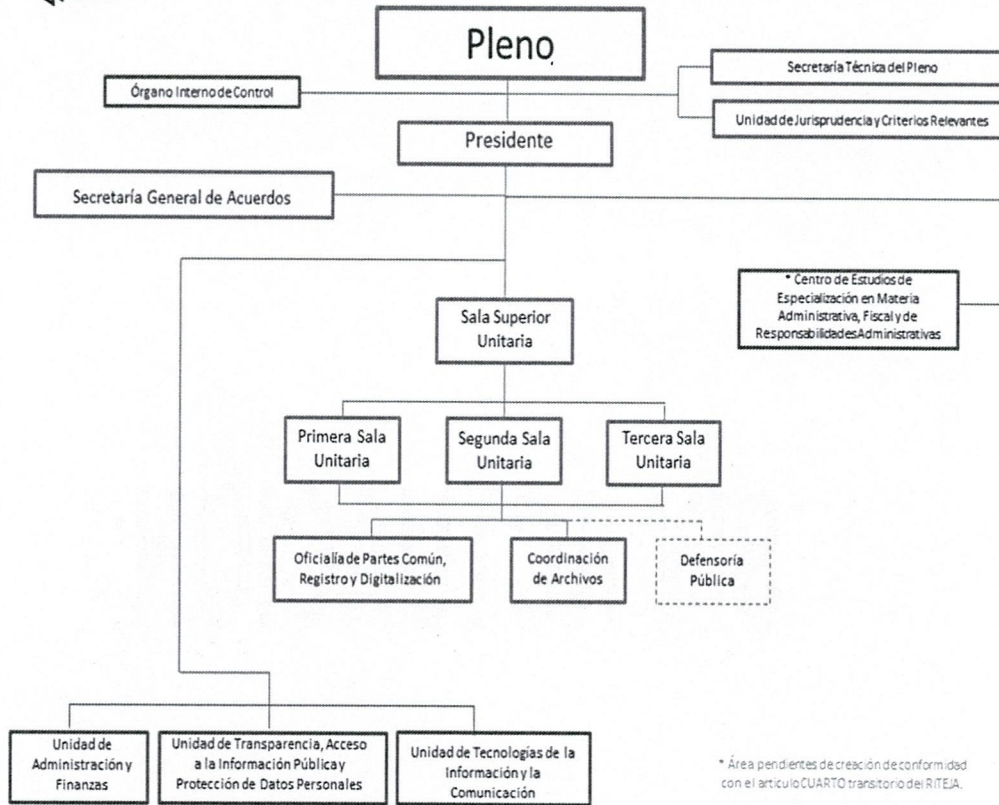 Pleno
Secretaría Técnica del Pleno
Órgano Interno de Control
Unidad de Jurisprudencia y Criterios Relevantes
Presidente
Secretaría General de Acuerdos
* Centro de Estudios de
Especialización en Materia
Administrativa, Fiscal y de
Responsabilidades Administrativas
Sala Superior
Unitaria
Primera Sala
Unitaria
Segunda Sala
Unitaria
Tercera Sala
Unitaria
Oficialía de Partes Común,
Registro y Digitalización
Coordinación
de Archivos
Defensoría
Pública
Unidad de
Administración y
Finanzas
Unidad de Transparencia, Acceso
a la Información Pública y
Protección de Datos Personales
Unidad de Tecnologías de la
Información y la
Comunicación
* Área pendientes de creación de conformidad
con el artículo CUARTO transitorio del RITEJA.